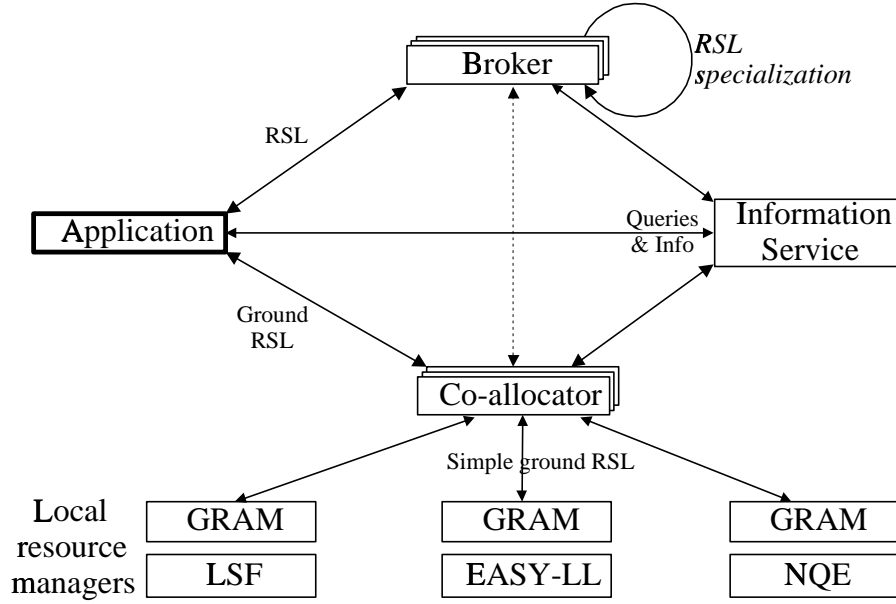 Broker
RSL
specialization
RSL
Application
Queries
& Info
Information
Service
Ground
RSL
Co-allocator
Simple ground RSL
Local
resource
managers
GRAM
GRAM
GRAM
LSF
EASY-LL
NQE